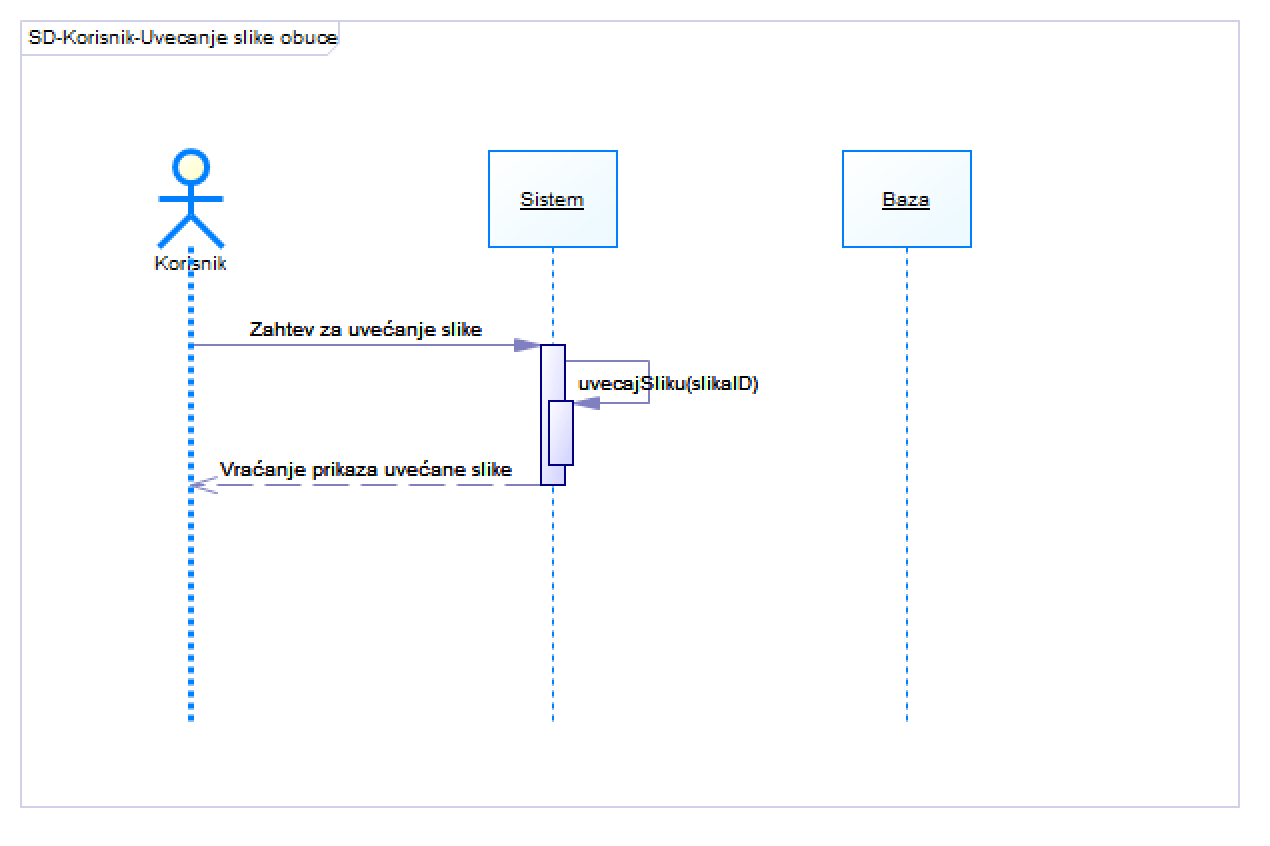 SD-Korisnik-Uvecanje slike obuce
Sistem
Baza
Korisnik
Zahtev za uvećanje slike
uvecajSliku(slikaID)
Vraćanje prikaza uvećane slike